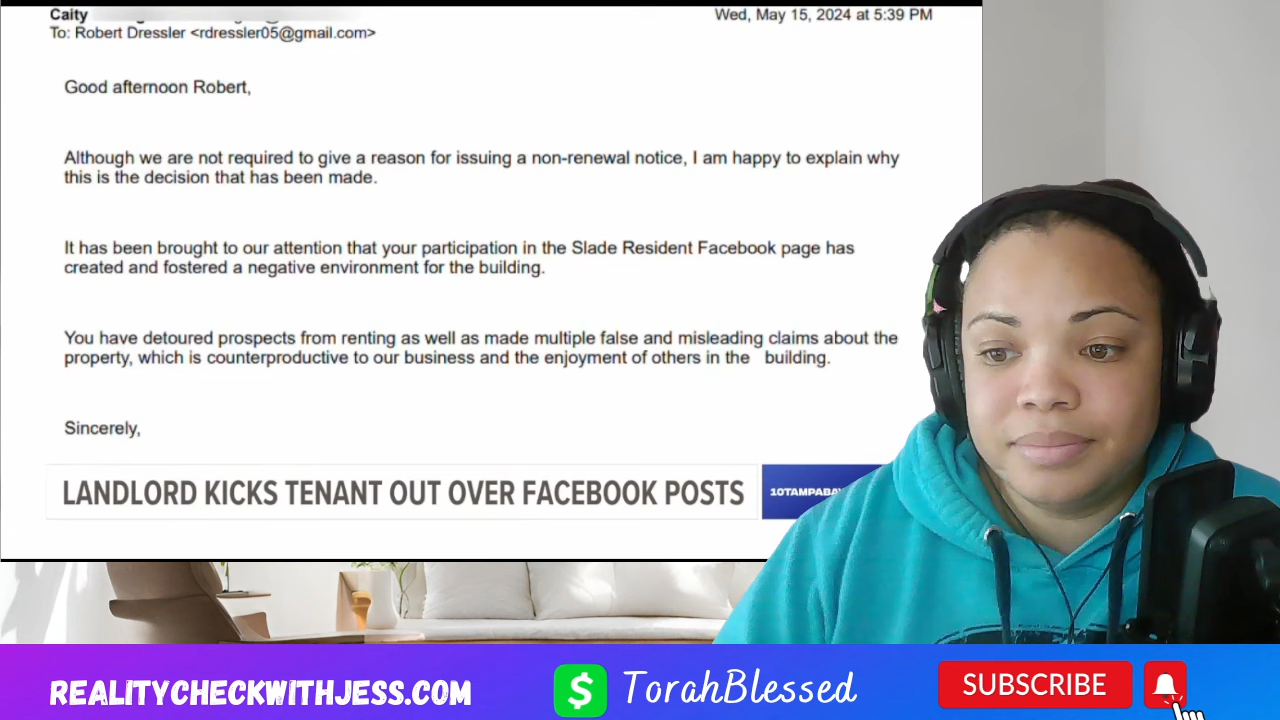 Caity
Wed, May 15, 2024 at 5:39 PM
To: Robert Dressler <rdressler05@gmail.com>
Good afternoon Robert,
Although we are not required to give a reason for issuing a non-renewal notice, I am happy to explain why
this is the decision that has been made.
It has been brought to our attention that your participation in the Slade Resident Facebook page has
created and fostered a negative environment for the building.
You have detoured prospects from renting as well as made multiple false and misleading claims about the
property, which is counterproductive to our business and the enjoyment of others in the building.
Sincerely,
LANDLORD KICKS TENANT OUT OVER FACEBOOK POSTS
10TAMPABA
REALITYCHECKWITHJESS.COM
$ TorahBlessed
SUBSCRIBE